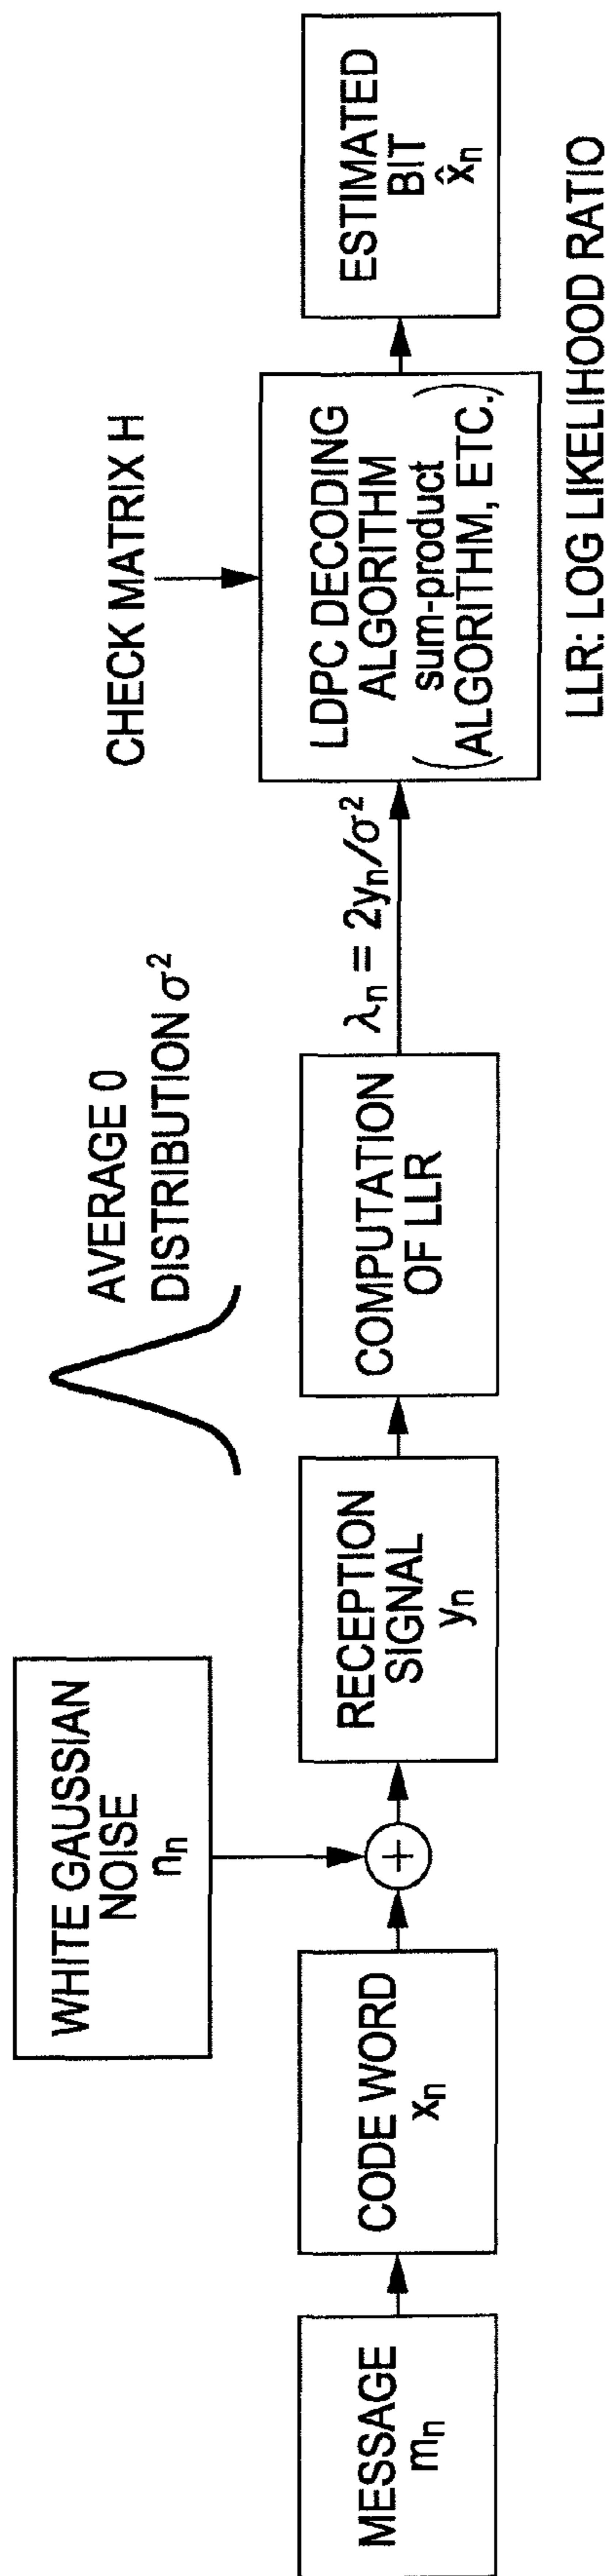 MESSAGE
mₙ
CODE WORD
xₙ
WHITE GAUSSIAN
NOISE
nₙ
+
RECEPTION
SIGNAL
yₙ
AVERAGE 0
DISTRIBUTION σ²
COMPUTATION
OF LLR
λₙ = 2yₙ/σ²
CHECK MATRIX H
LDPC DECODING
ALGORITHM
(sum-product
ALGORITHM, ETC.)
ESTIMATED
BIT
x̂ₙ
LLR: LOG LIKELIHOOD RATIO